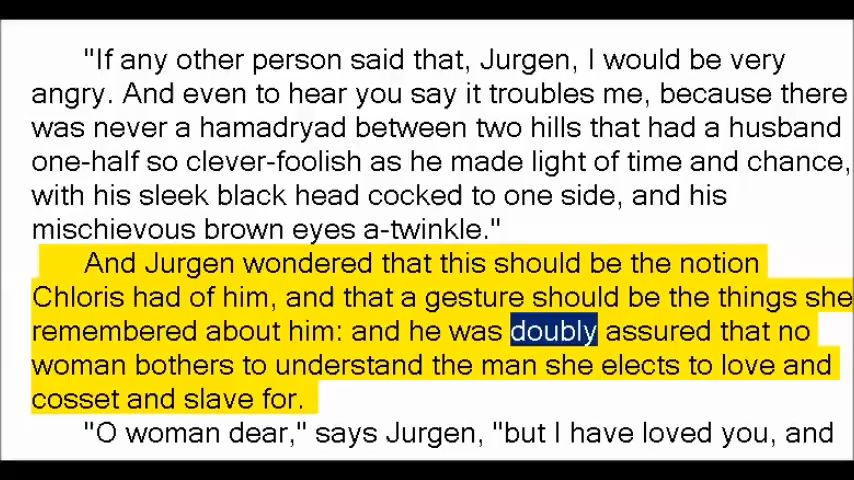 "If any other person said that, Jurgen, I would be very
angry. And even to hear you say it troubles me, because there
was never a hamadryad between two hills that had a husband
one-half so clever-foolish as he made light of time and chance,
with his sleek black head cocked to one side, and his
mischievous brown eyes a-twinkle."
And Jurgen wondered that this should be the notion
Chloris had of him, and that a gesture should be the things she
remembered about him: and he was doubly assured that no
woman bothers to understand the man she elects to love and
cosset and slave for.
"O woman dear," says Jurgen, "but I have loved you, and